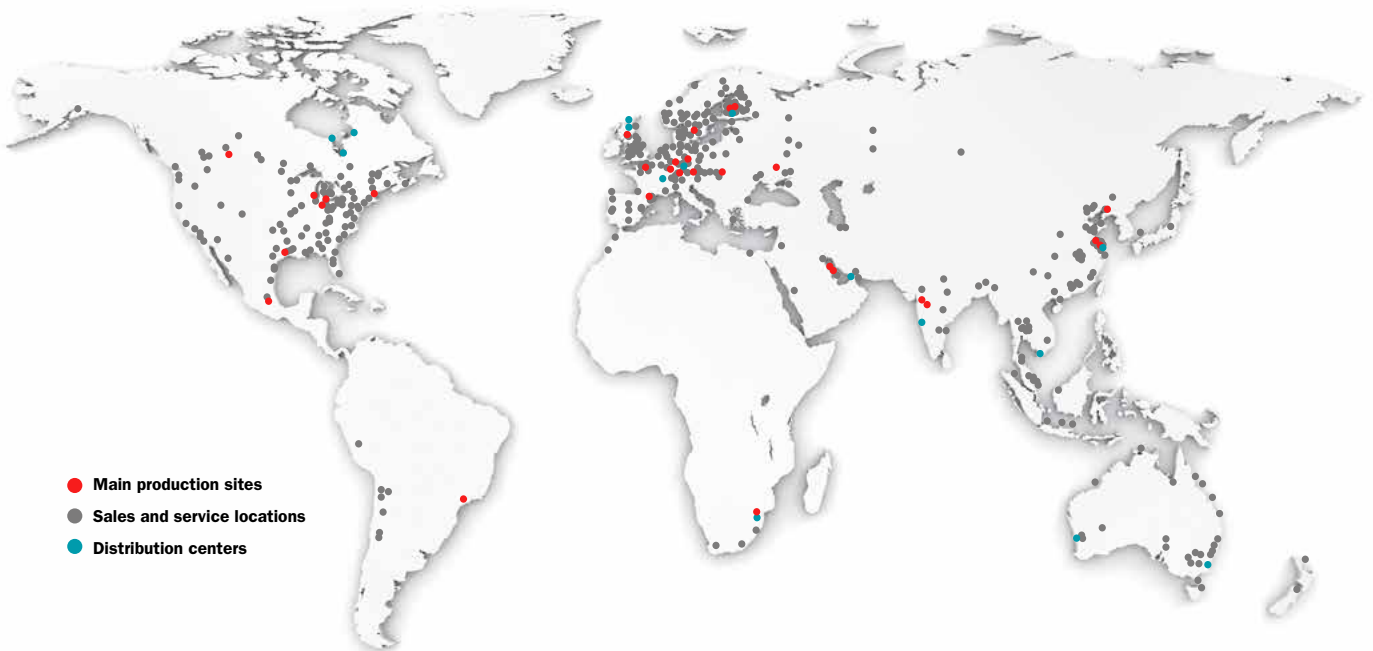 Main production sites
Sales and service locations
Distribution centers